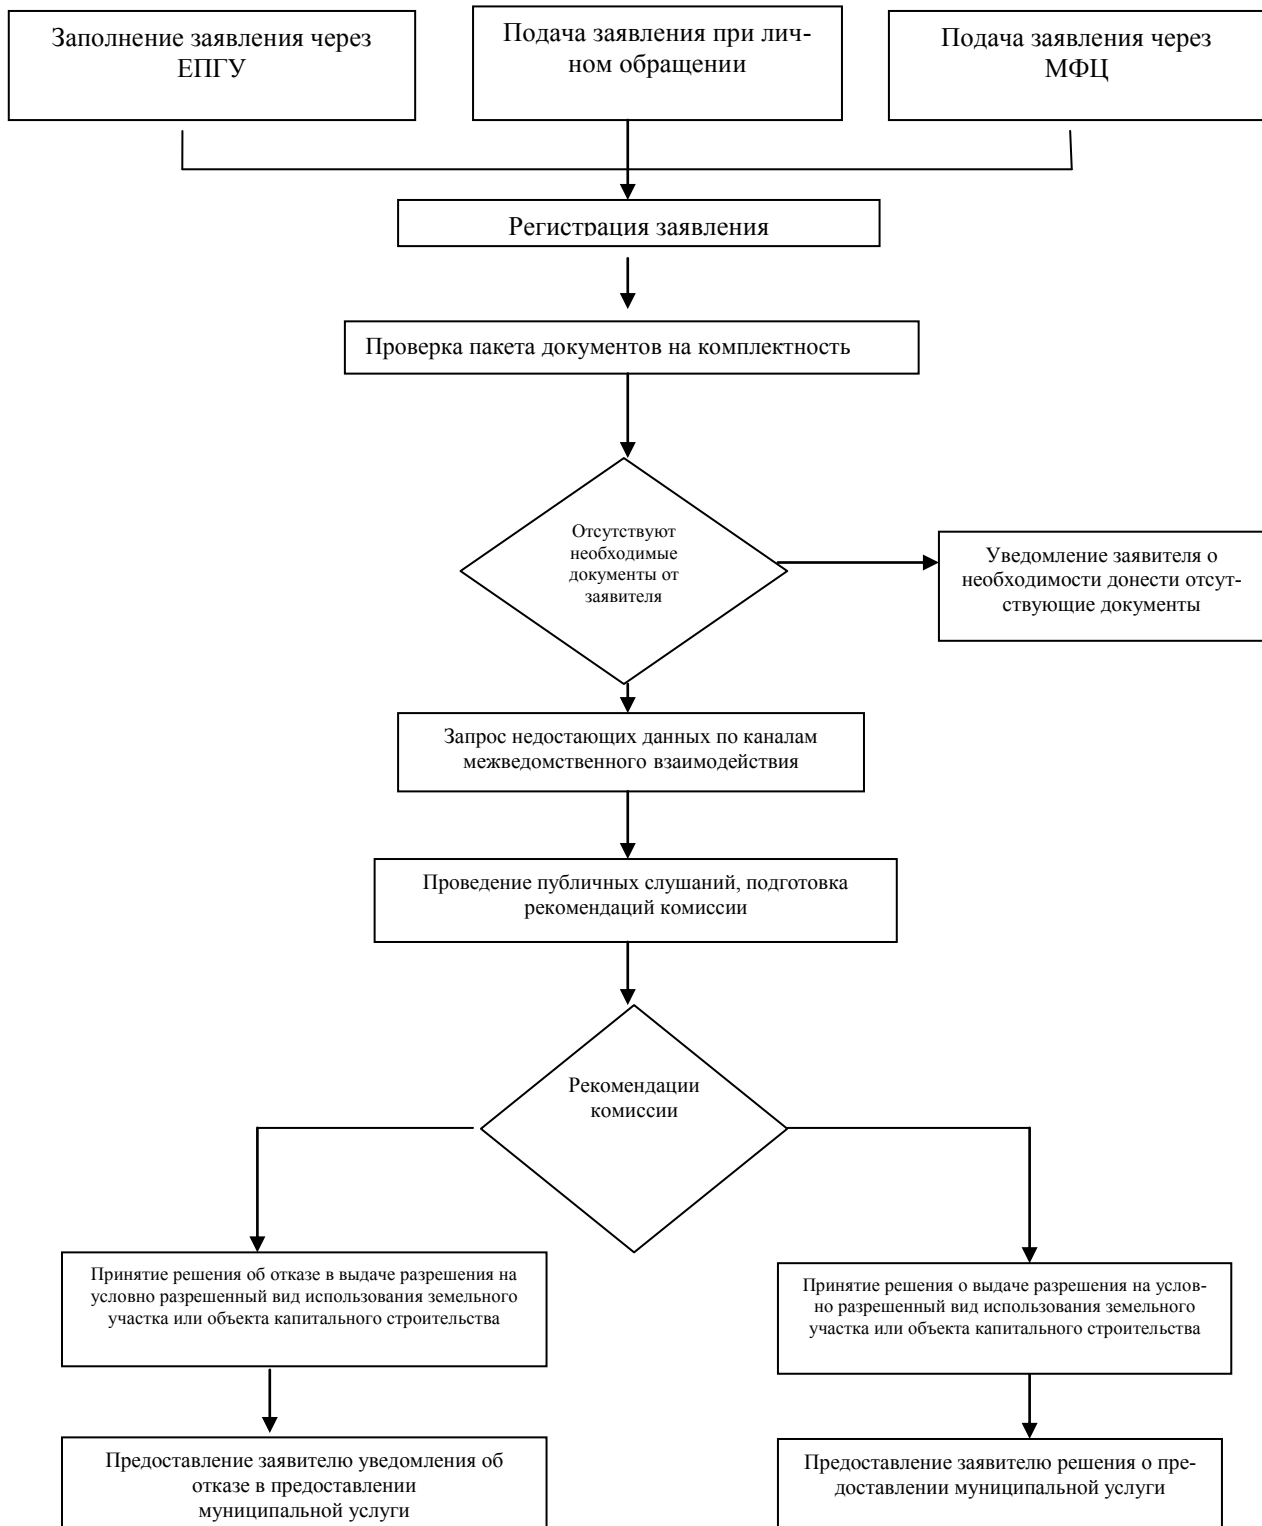 Заполнение заявления через
ЕПГУ
Подача заявления при лич-
ном обращении
Подача заявления через
МФЦ
Регистрация заявления
Проверка пакета документов на комплектность
Отсутствуют
необходимые
документы от
заявителя
Уведомление заявителя о
необходимости донести отсут-
ствующие документы
Запрос недостающих данных по каналам
межведомственного взаимодействия
Проведение публичных слушаний, подготовка
рекомендаций комиссии
Рекомендации
комиссии
Принятие решения об отказе в выдаче разрешения на
условно разрешенный вид использования земельного
участка или объекта капитального строительства
Принятие решения о выдаче разрешения на услов-
но разрешенный вид использования земельного
участка или объекта капитального строительства
Предоставление заявителю уведомления об
отказе в предоставлении
муниципальной услуги
Предоставление заявителю решения о пре-
доставлении муниципальной услуги